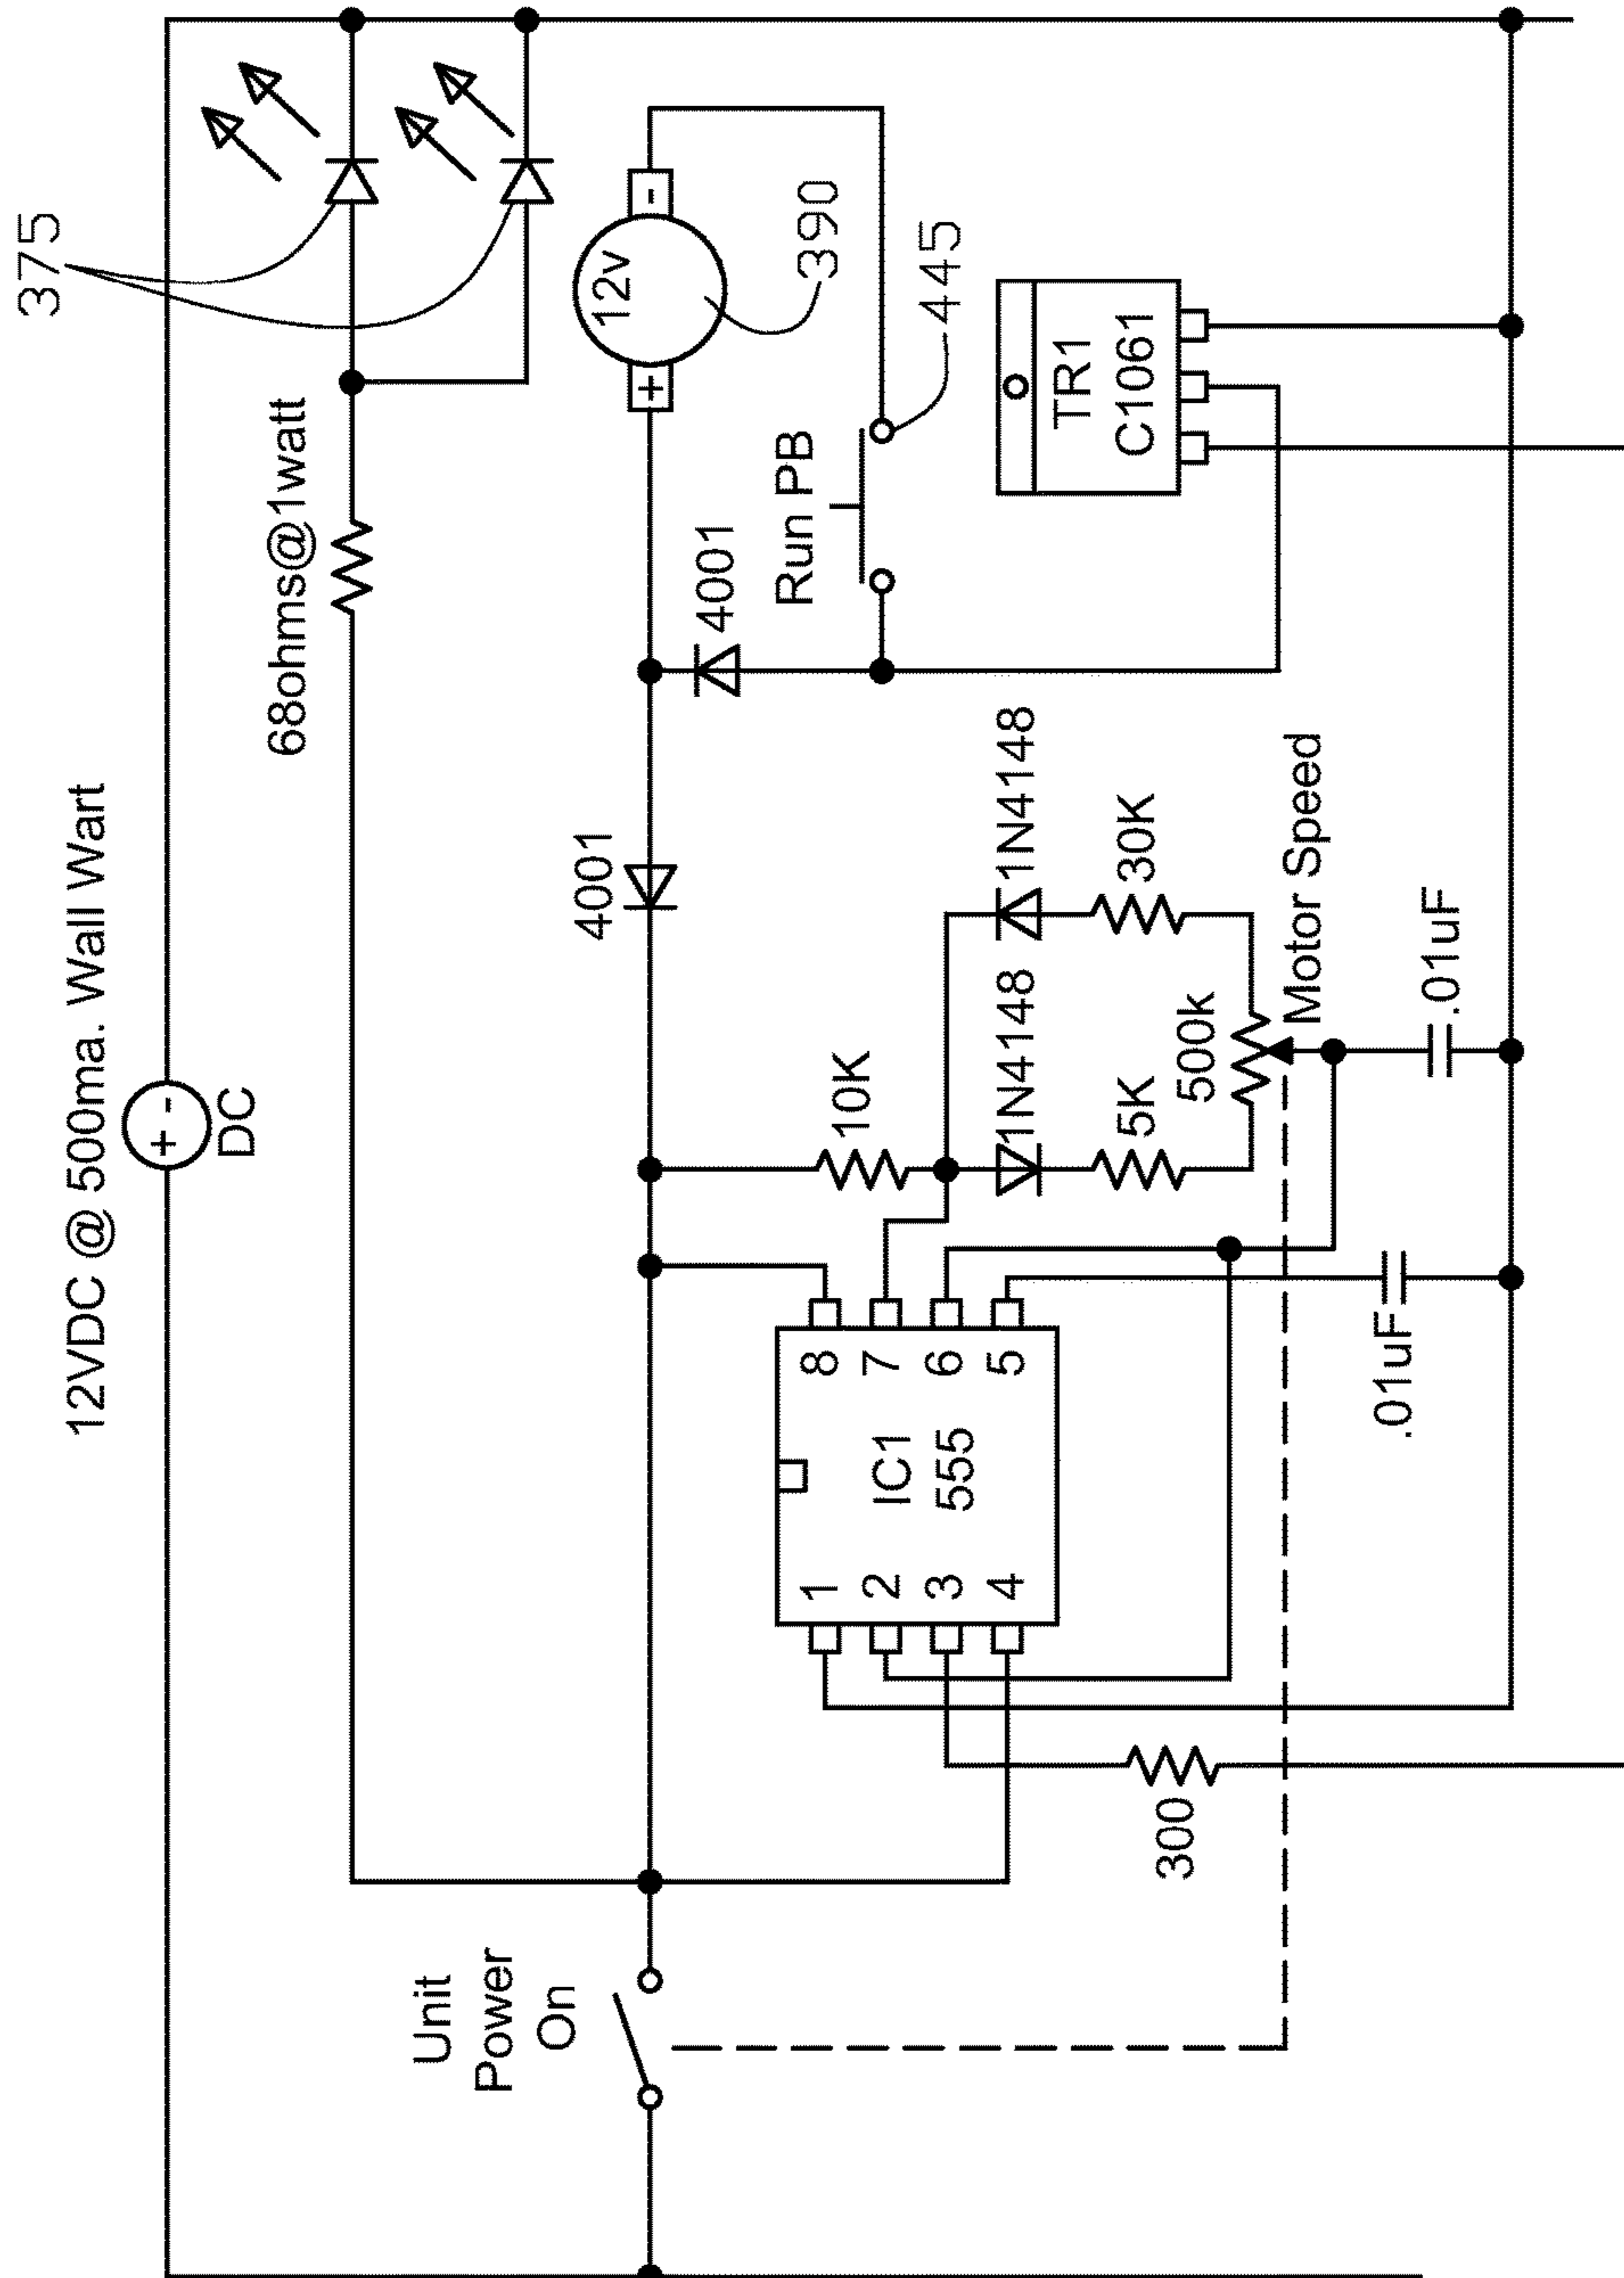 12VDC @ 500ma. Wall Wart
+ -
DC
375
68ohms@1watt
Unit
Power
On
4001
+
12v
-
390
4001
Run PB
445
1
2
3
4
IC1
555
8
7
6
5
10K
1N4148
1N4148
5K
30K
500k
Motor Speed
TR1
C1061
300
.01uF
.01uF